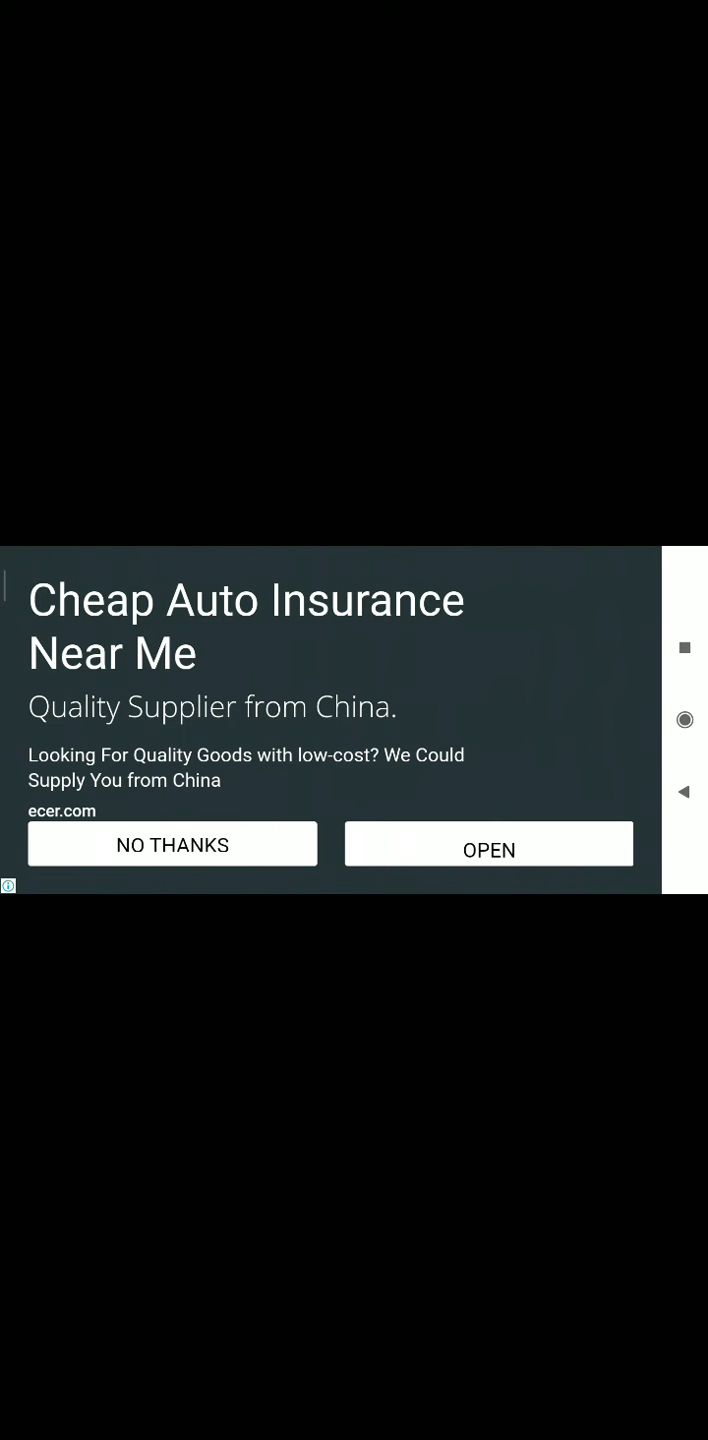 Cheap Auto Insurance
Near Me
Quality Supplier from China.
Looking For Quality Goods with low-cost? We Could
Supply You from China
ecer.com
NO THANKS
OPEN